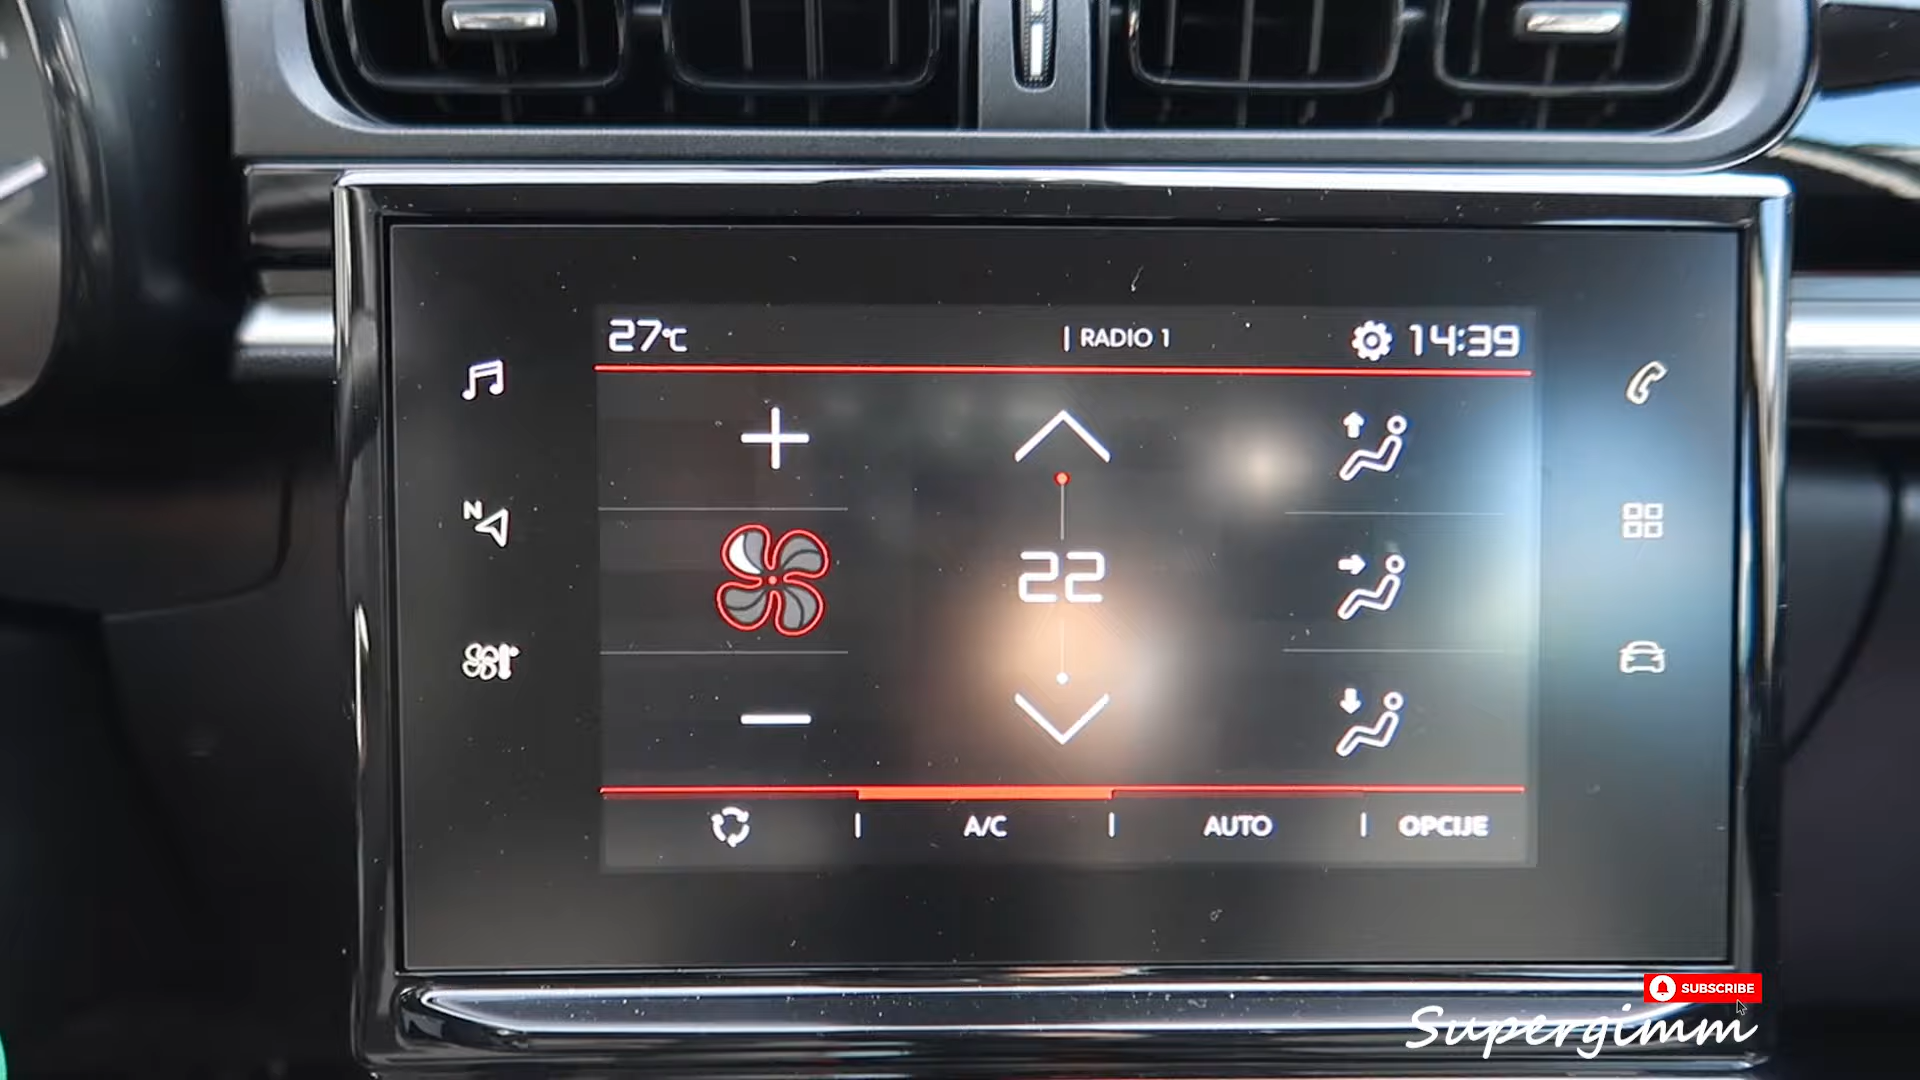 27°C
| RADIO 1
14:39
N
22
A/C
AUTO
OPCIJE
SUBSCRIBE
Supergimm